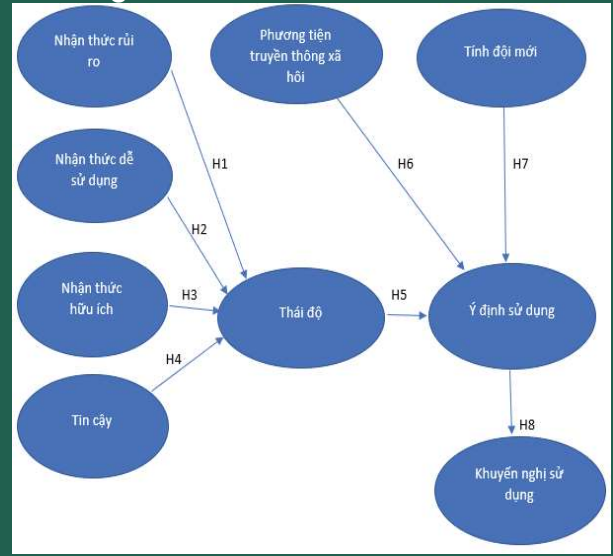 Nhận thức rủi
ro
Phương tiện
truyền thông xã
hôi
Tính đội mới
Nhận thức dễ
sử dụng
H1
H6
H7
H2
Nhận thức
hữu ích
H3
Thái độ
H5
Ý định sử dụng
H4
Tin cậy
H8
Khuyến nghị sử
dụng